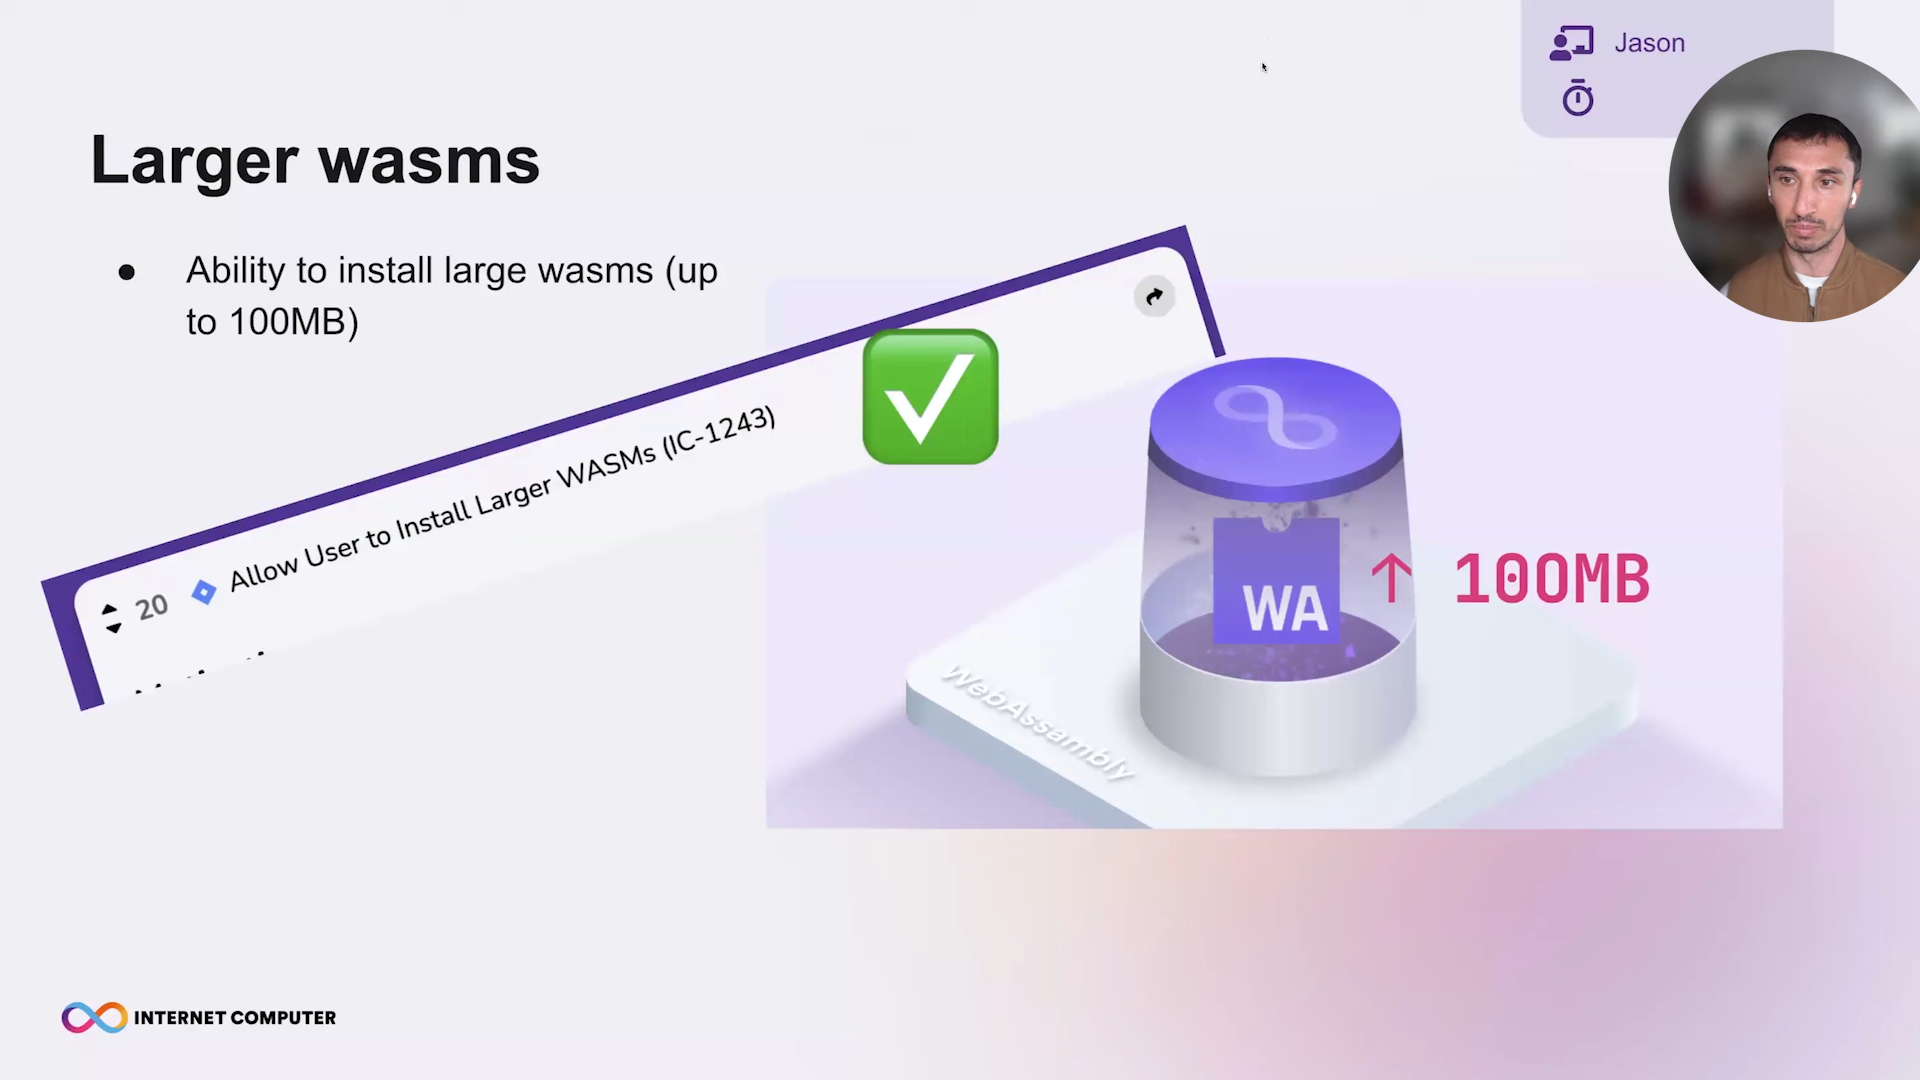 Jason
Larger wasms
● Ability to install large wasms (up
to 100MB)
20 Allow User to Install Larger WASMs (IC-1243)
WA
↑ 100MB
WebAssambly
INTERNET COMPUTER